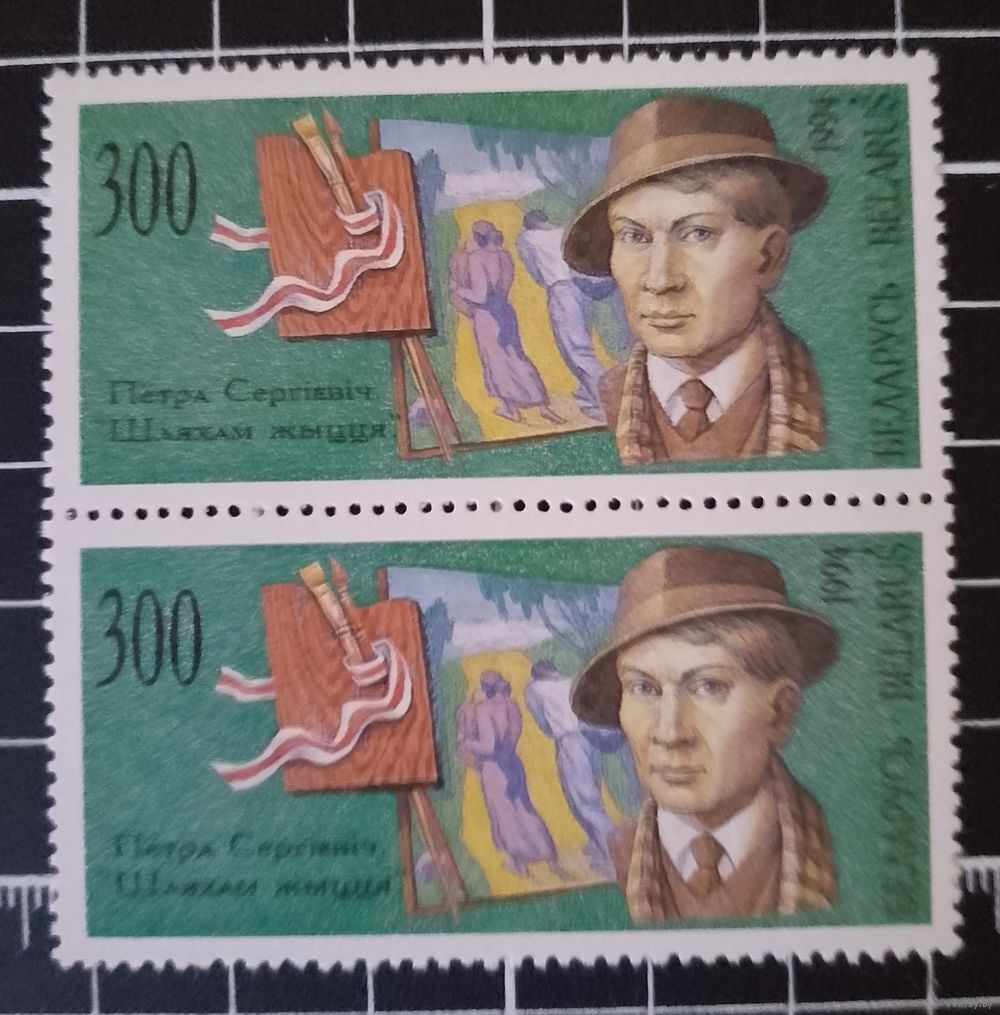 300
Пётра Сергіевіч.
"Шляхам жыцця".
1994
БЕЛАРУСЬ BELARUS
300
Пётра Сергіевіч.
"Шляхам жыцця".
1994
БЕЛАРУСЬ BELARUS